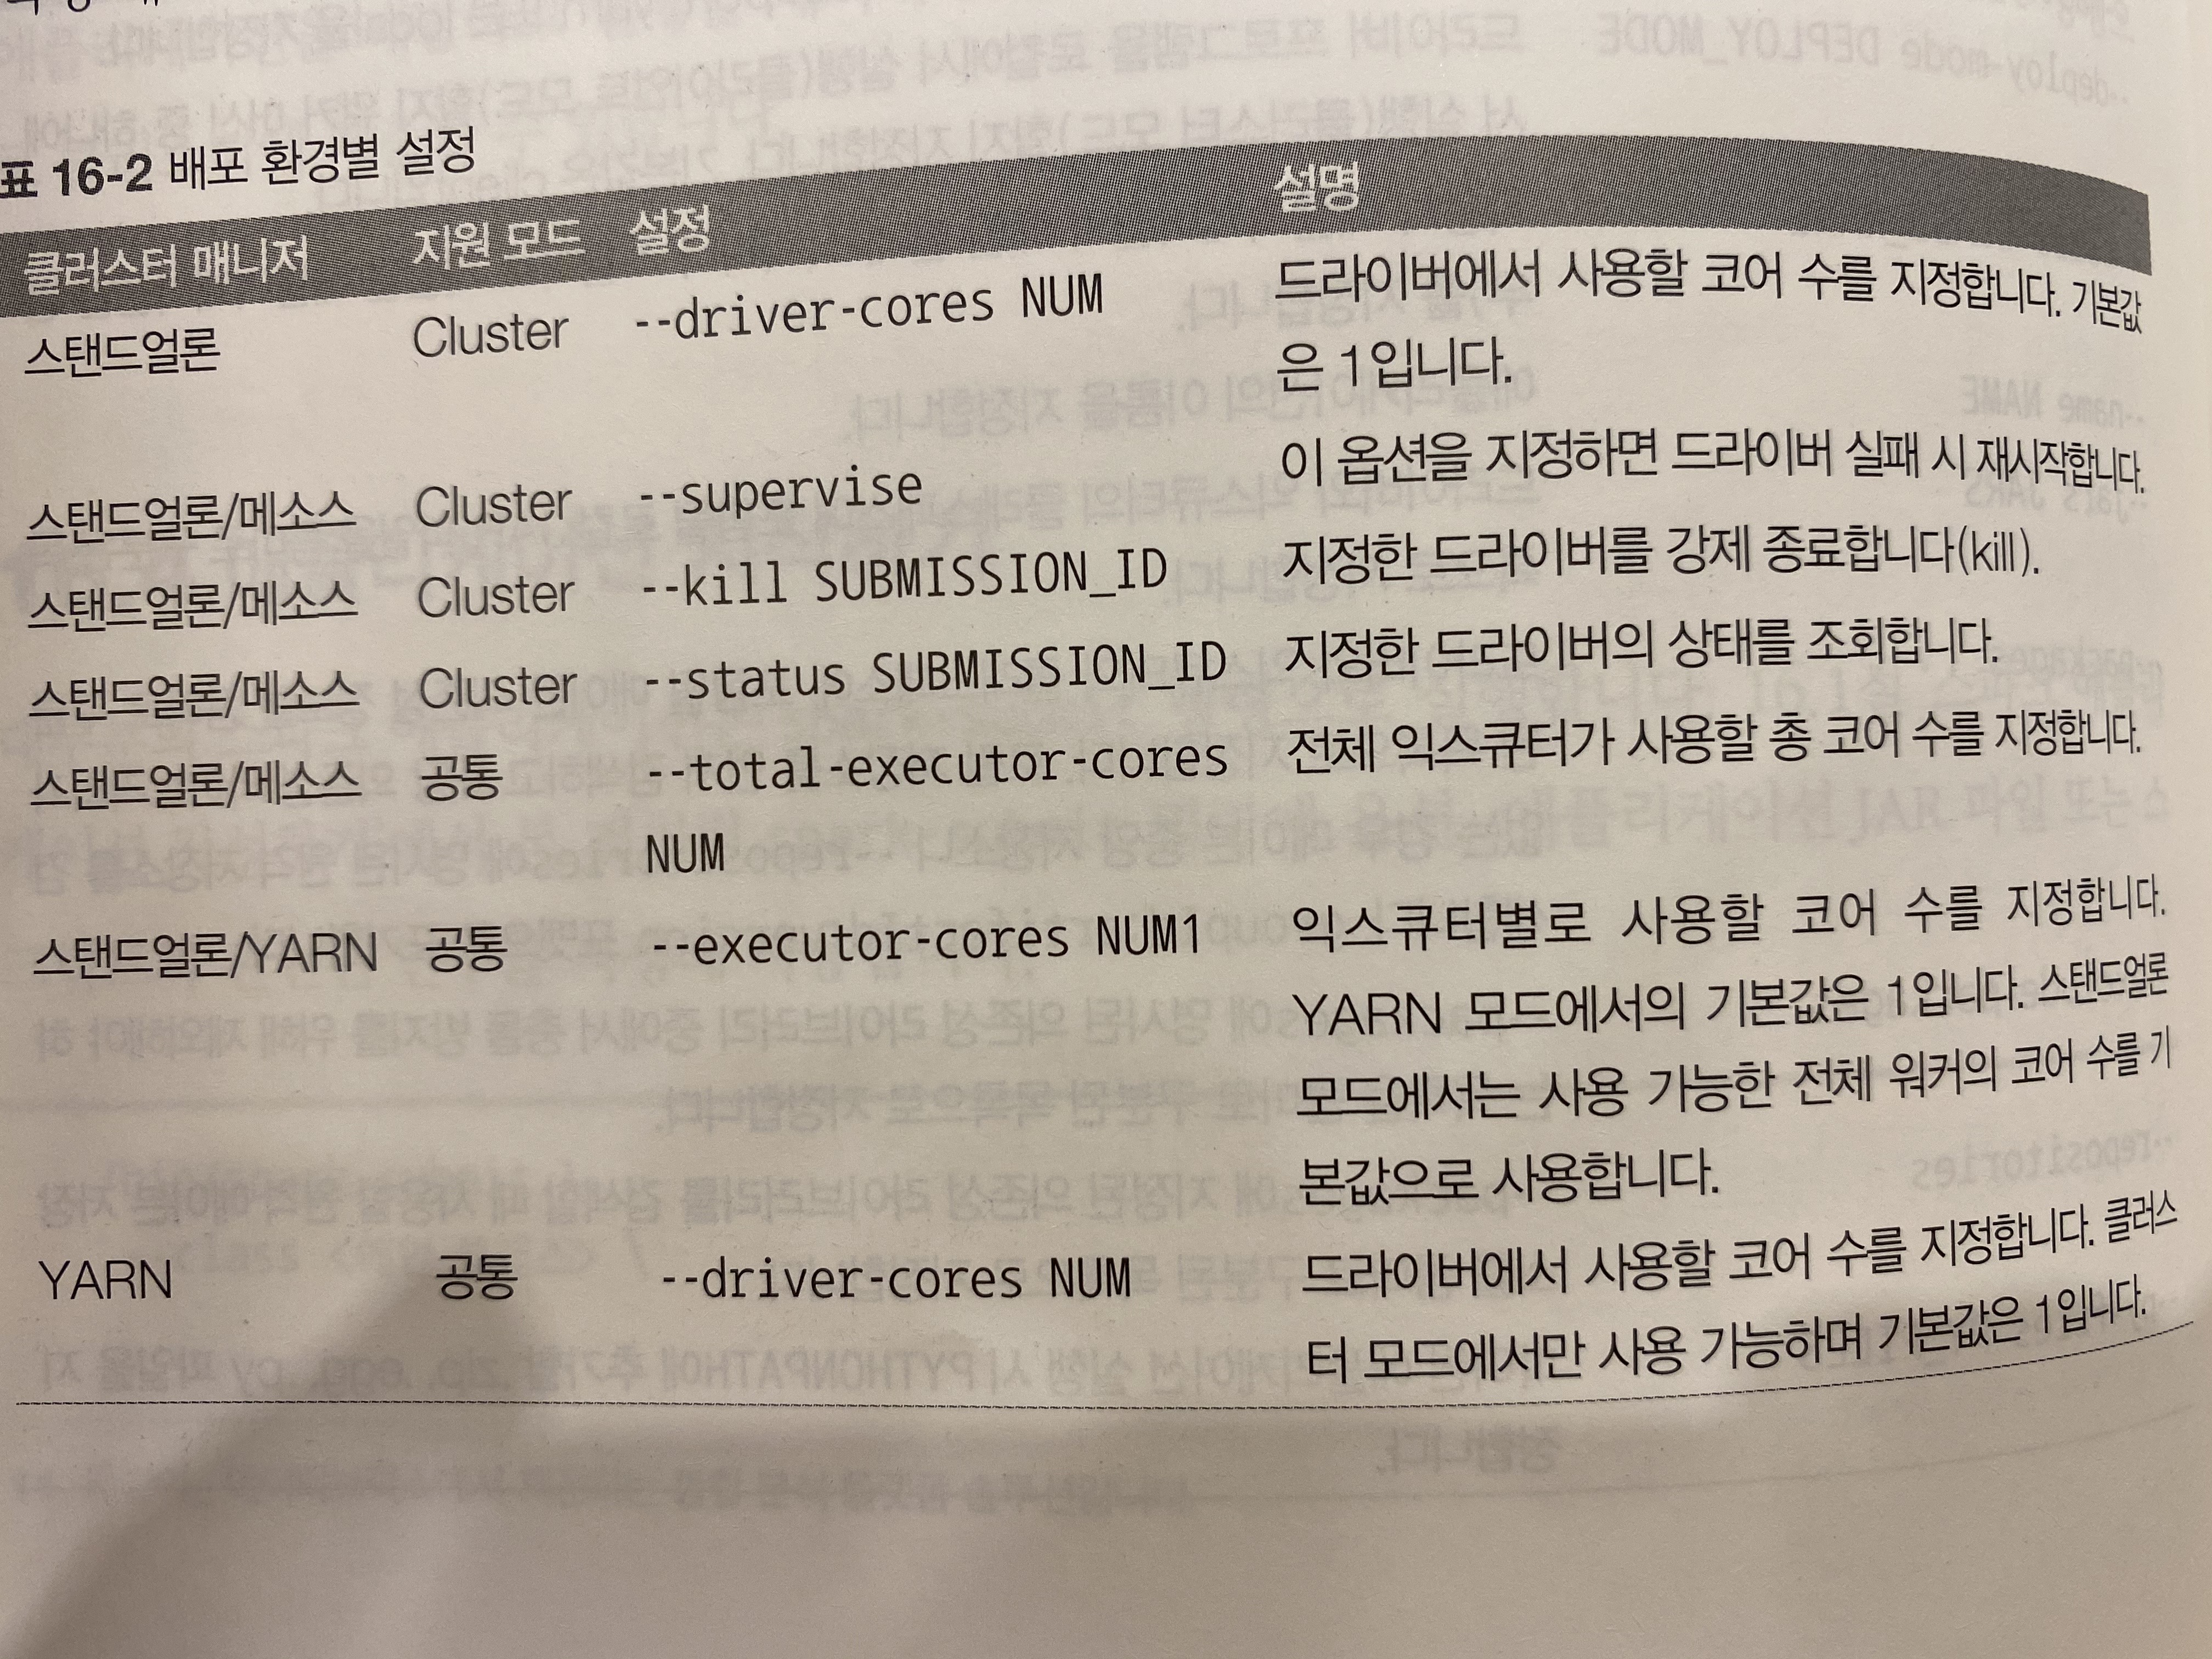 표 16-2 배포 환경별 설정
클러스터 매니저 지원 모드 설정 설명
스탠드얼론 Cluster --driver-cores NUM 드라이버에서 사용할 코어 수를 지정합니다. 기본값
은 1입니다.
스탠드얼론/메소스 Cluster --supervise 이 옵션을 지정하면 드라이버 실패 시 재시작합니다.
스탠드얼론/메소스 Cluster --kill SUBMISSION_ID 지정한 드라이버를 강제 종료합니다(kill).
스탠드얼론/메소스 Cluster --status SUBMISSION_ID 지정한 드라이버의 상태를 조회합니다.
스탠드얼론/메소스 공통 --total-executor-cores 전체 익스큐터가 사용할 총 코어 수를 지정합니다.
NUM
스탠드얼론/YARN 공통 --executor-cores NUM1 익스큐터별로 사용할 코어 수를 지정합니다.
YARN 모드에서의 기본값은 1입니다. 스탠드얼론
모드에서는 사용 가능한 전체 워커의 코어 수를 기
본값으로 사용합니다.
YARN 공통 --driver-cores NUM 드라이버에서 사용할 코어 수를 지정합니다. 클러스
터 모드에서만 사용 가능하며 기본값은 1입니다.